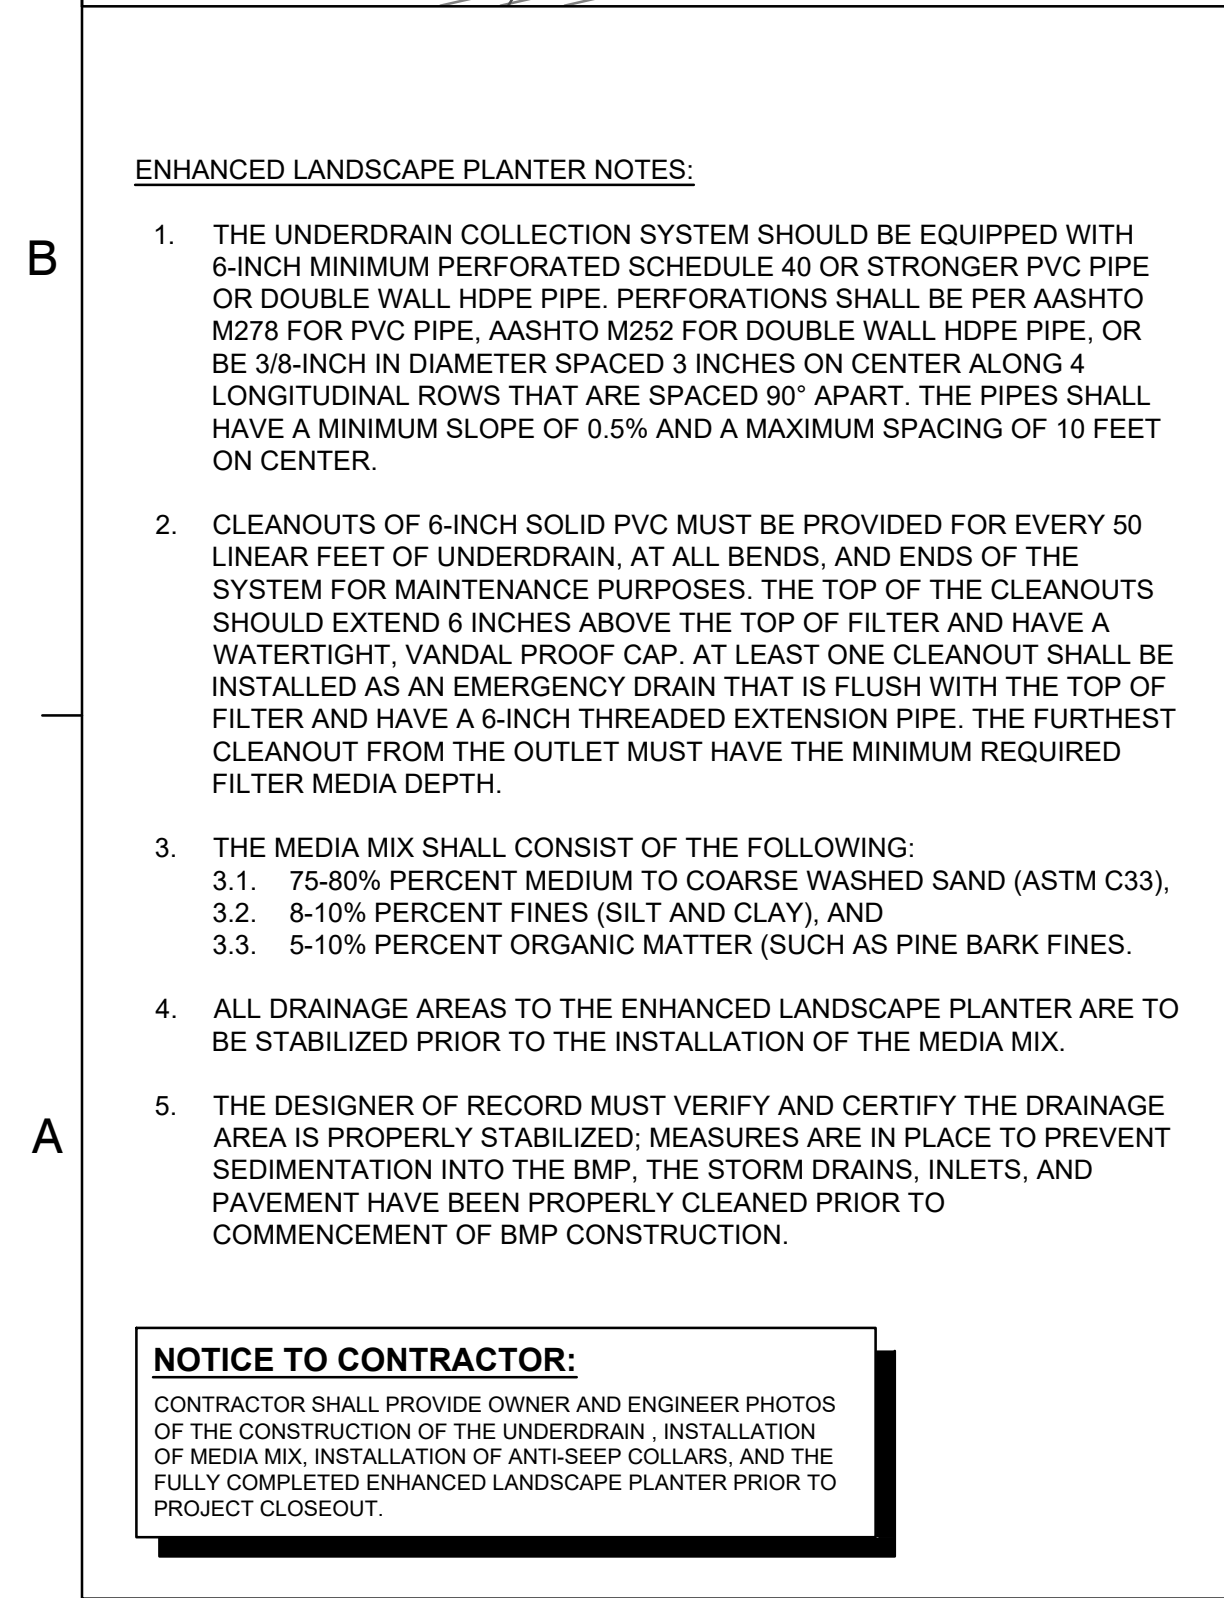 ENHANCED LANDSCAPE PLANTER NOTES:
B
1. THE UNDERDRAIN COLLECTION SYSTEM SHOULD BE EQUIPPED WITH
6-INCH MINIMUM PERFORATED SCHEDULE 40 OR STRONGER PVC PIPE
OR DOUBLE WALL HDPE PIPE. PERFORATIONS SHALL BE PER AASHTO
M278 FOR PVC PIPE, AASHTO M252 FOR DOUBLE WALL HDPE PIPE, OR
BE 3/8-INCH IN DIAMETER SPACED 3 INCHES ON CENTER ALONG 4
LONGITUDINAL ROWS THAT ARE SPACED 90° APART. THE PIPES SHALL
HAVE A MINIMUM SLOPE OF 0.5% AND A MAXIMUM SPACING OF 10 FEET
ON CENTER.
2. CLEANOUTS OF 6-INCH SOLID PVC MUST BE PROVIDED FOR EVERY 50
LINEAR FEET OF UNDERDRAIN, AT ALL BENDS, AND ENDS OF THE
SYSTEM FOR MAINTENANCE PURPOSES. THE TOP OF THE CLEANOUTS
SHOULD EXTEND 6 INCHES ABOVE THE TOP OF FILTER AND HAVE A
WATERTIGHT, VANDAL PROOF CAP. AT LEAST ONE CLEANOUT SHALL BE
INSTALLED AS AN EMERGENCY DRAIN THAT IS FLUSH WITH THE TOP OF
FILTER AND HAVE A 6-INCH THREADED EXTENSION PIPE. THE FURTHEST
CLEANOUT FROM THE OUTLET MUST HAVE THE MINIMUM REQUIRED
FILTER MEDIA DEPTH.
3. THE MEDIA MIX SHALL CONSIST OF THE FOLLOWING:
3.1. 75-80% PERCENT MEDIUM TO COARSE WASHED SAND (ASTM C33),
3.2. 8-10% PERCENT FINES (SILT AND CLAY), AND
3.3. 5-10% PERCENT ORGANIC MATTER (SUCH AS PINE BARK FINES.
4. ALL DRAINAGE AREAS TO THE ENHANCED LANDSCAPE PLANTER ARE TO
BE STABILIZED PRIOR TO THE INSTALLATION OF THE MEDIA MIX.
A
5. THE DESIGNER OF RECORD MUST VERIFY AND CERTIFY THE DRAINAGE
AREA IS PROPERLY STABILIZED; MEASURES ARE IN PLACE TO PREVENT
SEDIMENTATION INTO THE BMP, THE STORM DRAINS, INLETS, AND
PAVEMENT HAVE BEEN PROPERLY CLEANED PRIOR TO
COMMENCEMENT OF BMP CONSTRUCTION.
NOTICE TO CONTRACTOR:
CONTRACTOR SHALL PROVIDE OWNER AND ENGINEER PHOTOS
OF THE CONSTRUCTION OF THE UNDERDRAIN , INSTALLATION
OF MEDIA MIX, INSTALLATION OF ANTI-SEEP COLLARS, AND THE
FULLY COMPLETED ENHANCED LANDSCAPE PLANTER PRIOR TO
PROJECT CLOSEOUT.